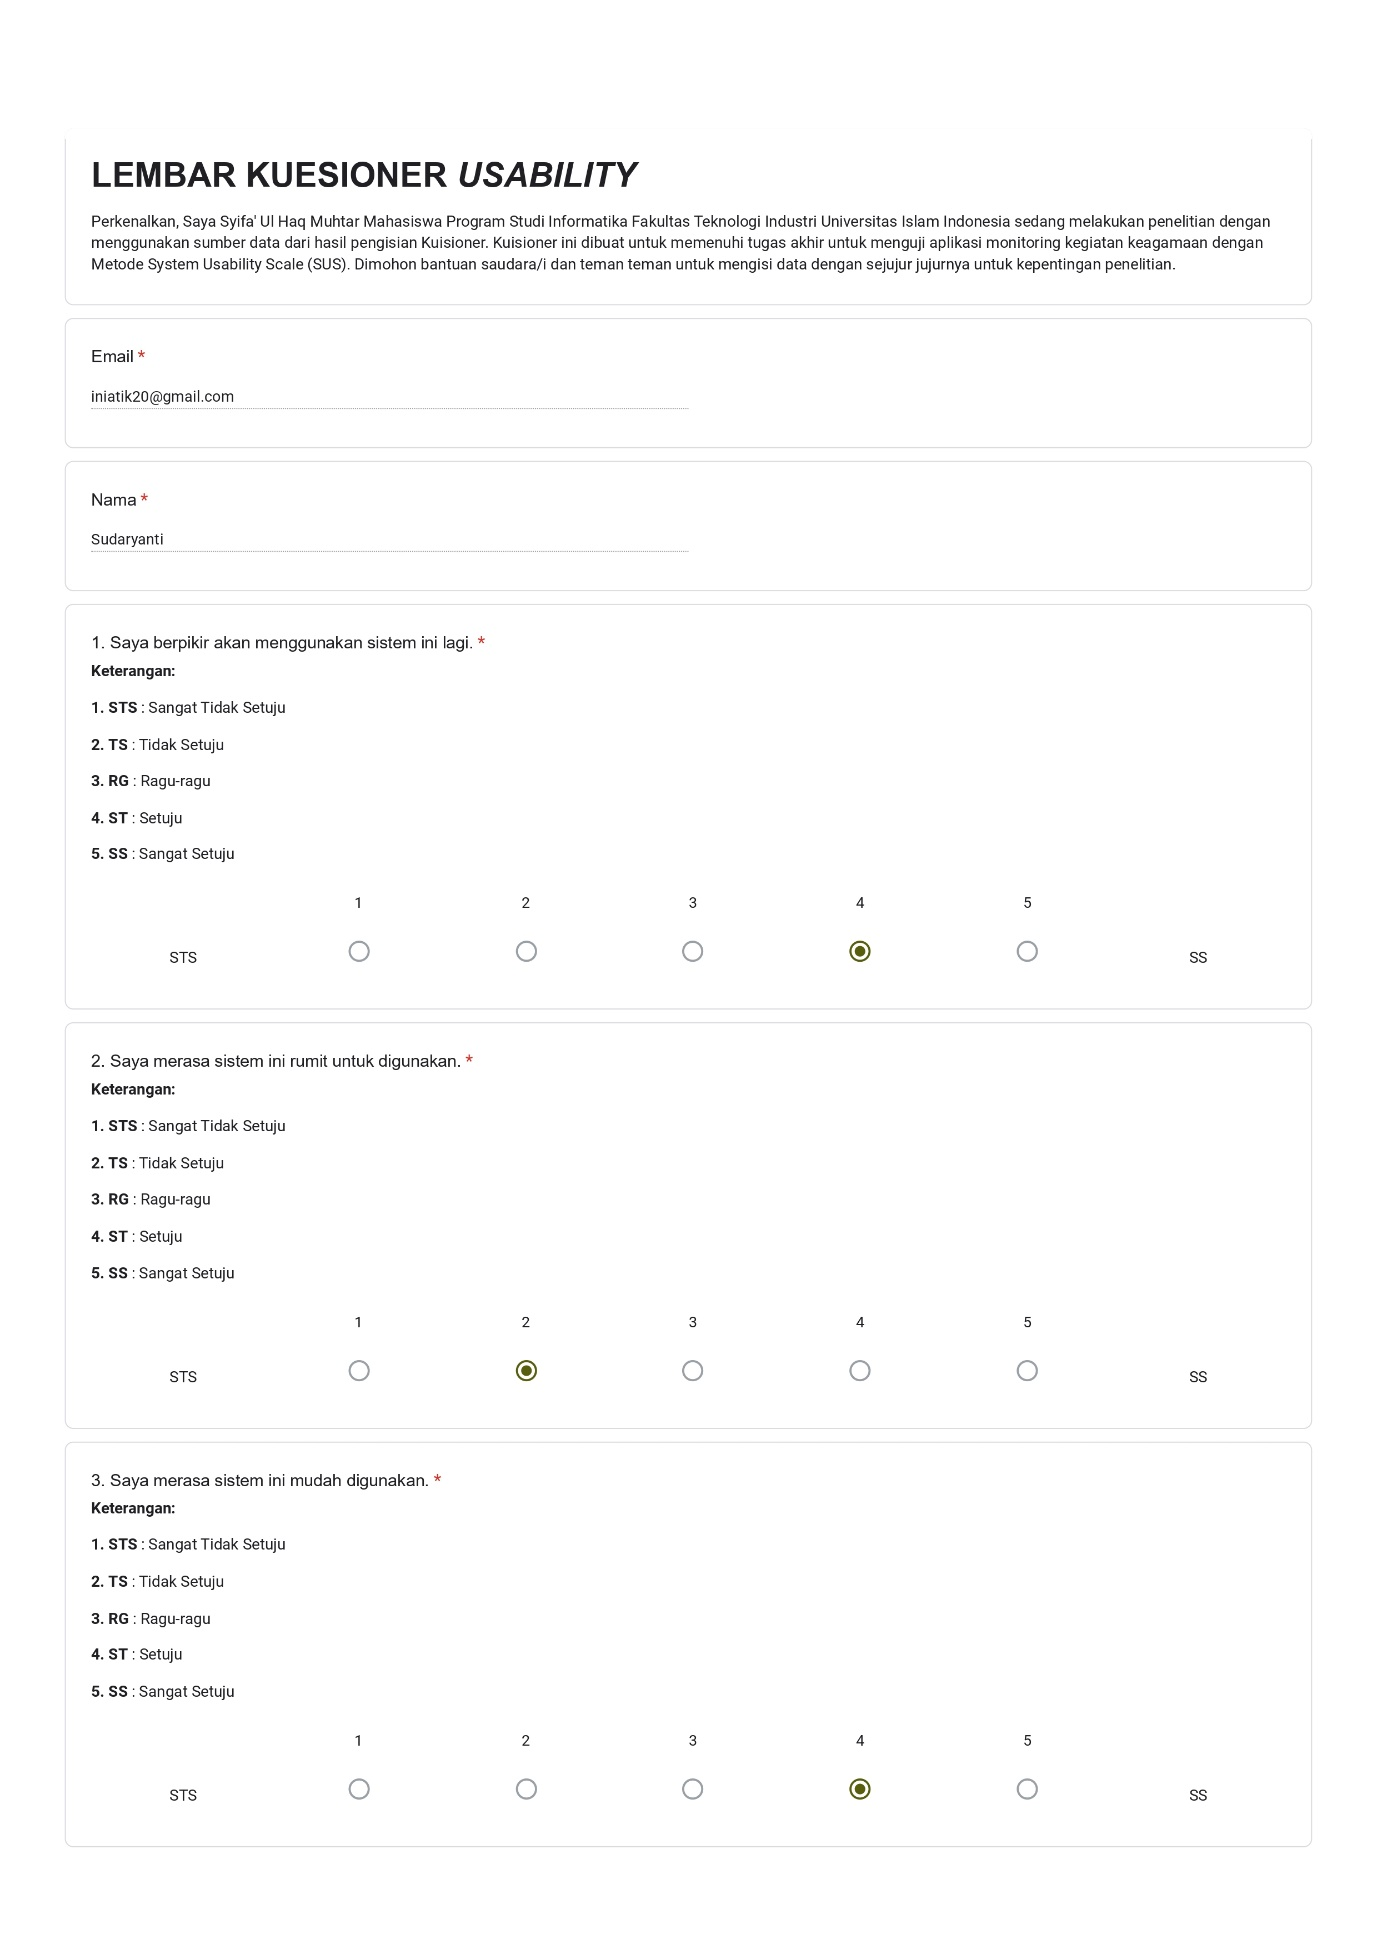 LEMBAR KUESIONER USABILITY
Perkenalkan, Saya Syifa' Ul Haq Muhtar Mahasiswa Program Studi Informatika Fakultas Teknologi Industri Universitas Islam Indonesia sedang melakukan penelitian dengan
menggunakan sumber data dari hasil pengisian Kuisioner. Kuisioner ini dibuat untuk memenuhi tugas akhir untuk menguji aplikasi monitoring kegiatan keagamaan dengan
Metode System Usability Scale (SUS). Dimohon bantuan saudara/i dan teman teman untuk mengisi data dengan sejujur jujurnya untuk kepentingan penelitian.
Email *
iniatik20@gmail.com
Nama *
Sudaryanti
1. Saya berpikir akan menggunakan sistem ini lagi. *
Keterangan:
1. STS : Sangat Tidak Setuju
2. TS : Tidak Setuju
3. RG : Ragu-ragu
4. ST : Setuju
5. SS : Sangat Setuju
1 2 3 4 5
STS SS
2. Saya merasa sistem ini rumit untuk digunakan. *
Keterangan:
1. STS : Sangat Tidak Setuju
2. TS : Tidak Setuju
3. RG : Ragu-ragu
4. ST : Setuju
5. SS : Sangat Setuju
1 2 3 4 5
STS SS
3. Saya merasa sistem ini mudah digunakan. *
Keterangan:
1. STS : Sangat Tidak Setuju
2. TS : Tidak Setuju
3. RG : Ragu-ragu
4. ST : Setuju
5. SS : Sangat Setuju
1 2 3 4 5
STS SS